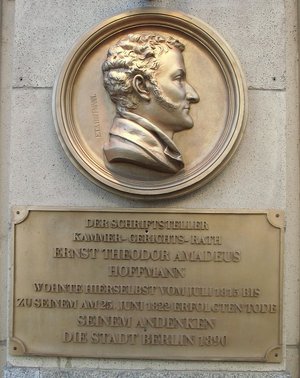 E.T.A. HOFFMANN.
DER SCHRIFTSTELLER
KAMMER-GERICHTS-RATH
ERNST THEODOR AMADEUS
HOFFMANN
WOHNTE HIERSELBST VOM JULI 1815 BIS
ZU SEINEM AM 25. JUNI 1822 ERFOLGTEN TODE
SEINEM ANDENKEN
DIE STADT BERLIN 1890